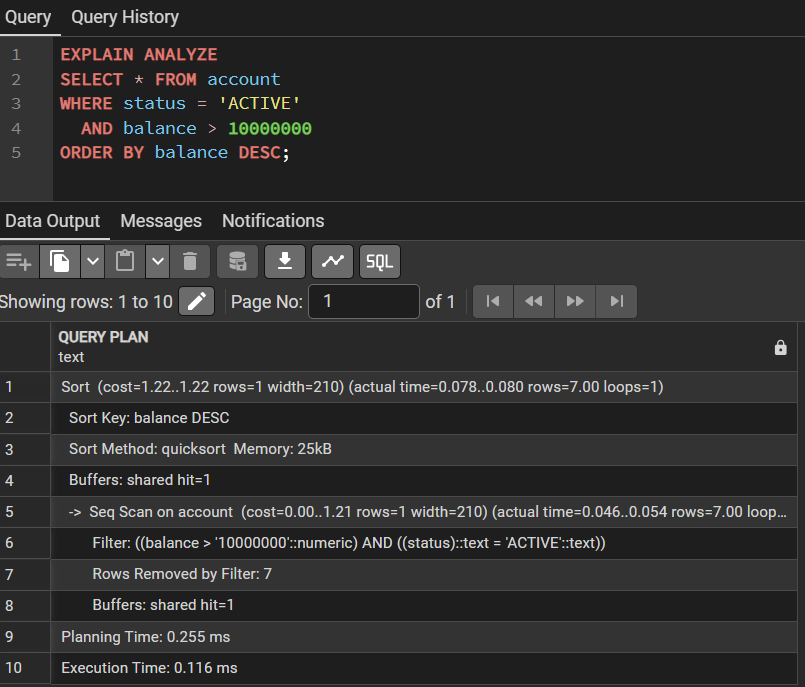 Query Query History
1 EXPLAIN ANALYZE
2 SELECT * FROM account
3 WHERE status = 'ACTIVE'
4 AND balance > 10000000
5 ORDER BY balance DESC;
Data Output Messages Notifications
SQL
Showing rows: 1 to 10 Page No: 1 of 1
QUERY PLAN
text
1 Sort (cost=1.22..1.22 rows=1 width=210) (actual time=0.078..0.080 rows=7.00 loops=1)
2 Sort Key: balance DESC
3 Sort Method: quicksort Memory: 25kB
4 Buffers: shared hit=1
5 -> Seq Scan on account (cost=0.00..1.21 rows=1 width=210) (actual time=0.046..0.054 rows=7.00 loop...
6 Filter: ((balance > '10000000'::numeric) AND ((status)::text = 'ACTIVE'::text))
7 Rows Removed by Filter: 7
8 Buffers: shared hit=1
9 Planning Time: 0.255 ms
10 Execution Time: 0.116 ms